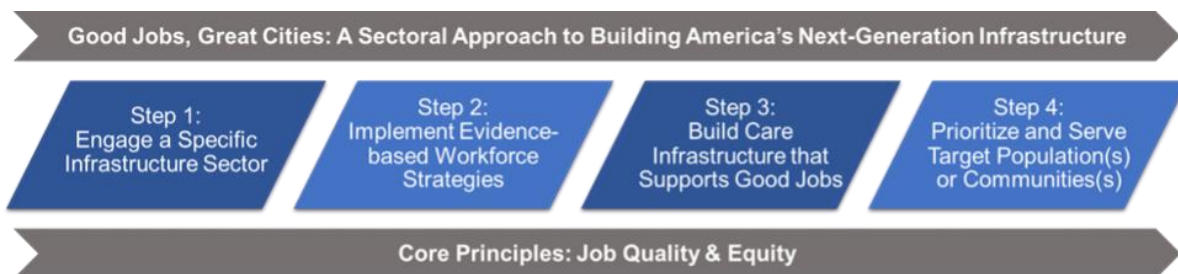 Good Jobs, Great Cities: A Sectoral Approach to Building America's Next-Generation Infrastructure
Step 1:
Engage a Specific
Infrastructure Sector
Step 2:
Implement Evidence-
based Workforce
Strategies
Step 3:
Build Care
Infrastructure that
Supports Good Jobs
Step 4:
Prioritize and Serve
Target Population(s)
or Communities(s)
Core Principles: Job Quality & Equity